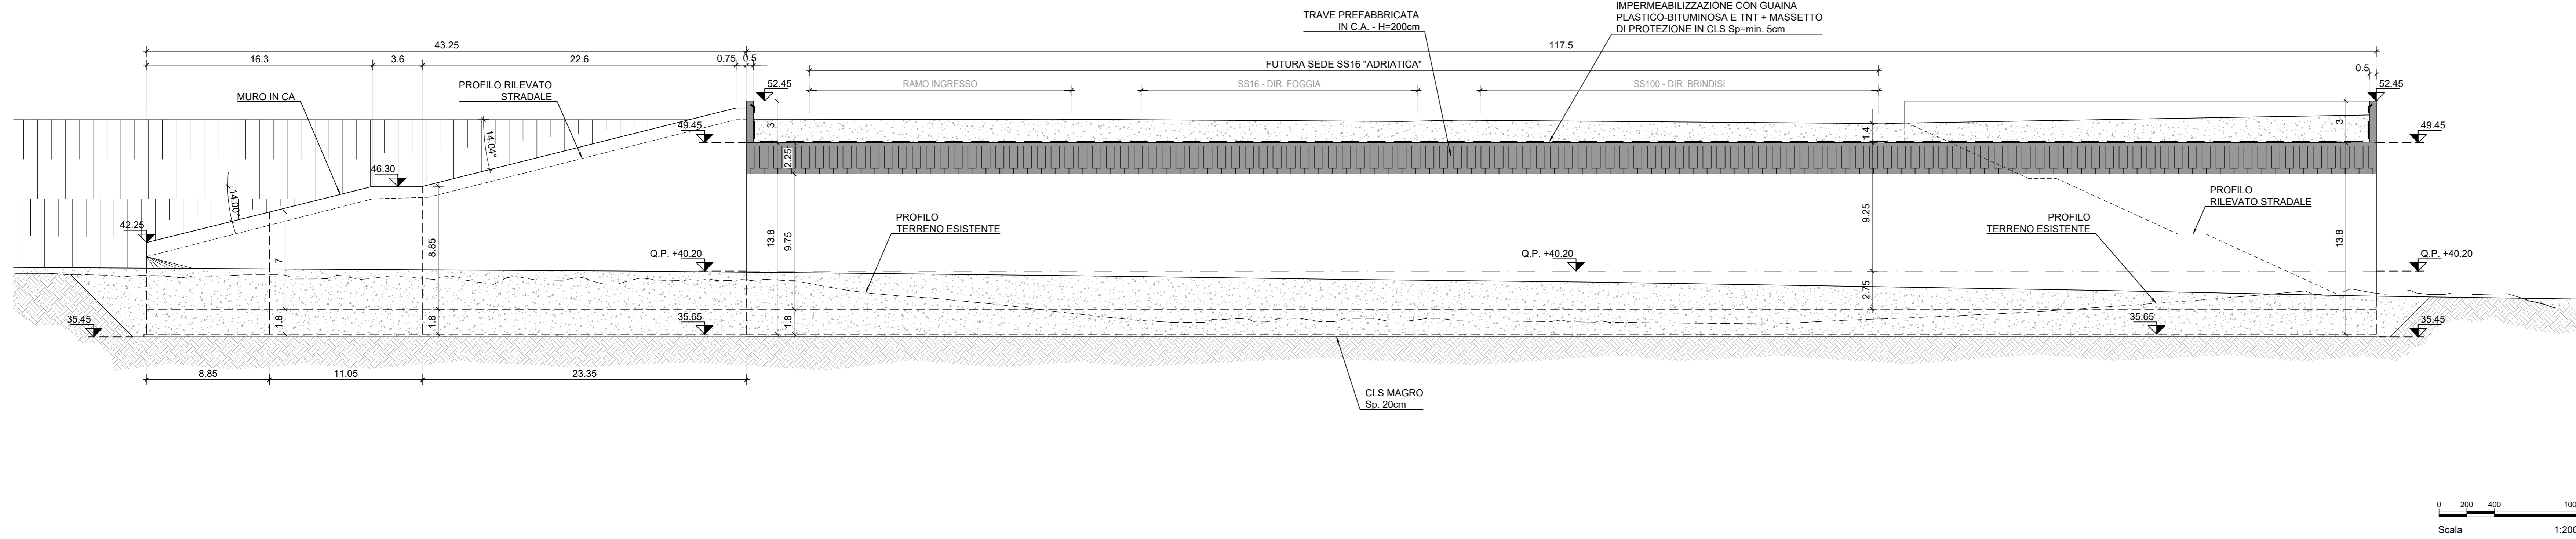 IMPERMEABILIZZAZIONE CON GUAINA
PLASTICO-BITUMINOSA E TNT + MASSETTO
DI PROTEZIONE IN CLS Sp=min. 5cm
TRAVE PREFABBRICATA
IN C.A. - H=200cm
43.25
117.5
16.3
3.6
22.6
0.75
0.5
FUTURA SEDE SS16 "ADRIATICA"
0.5
RAMO INGRESSO
SS16 - DIR. FOGGIA
SS100 - DIR. BRINDISI
PROFILO RILEVATO
STRADALE
MURO IN CA
52.45
52.45
14.04°
49.45
3
1.4
3
49.45
2.25
46.30
14.00°
42.25
7
8.85
13.8
9.75
PROFILO
TERRENO ESISTENTE
9.25
PROFILO
RILEVATO STRADALE
PROFILO
TERRENO ESISTENTE
13.8
Q.P. +40.20
Q.P. +40.20
Q.P. +40.20
2.75
35.45
1.8
1.8
35.65
1.8
35.65
35.45
8.85
11.05
23.35
CLS MAGRO
Sp. 20cm
0
200
400
100
Scala
1:200